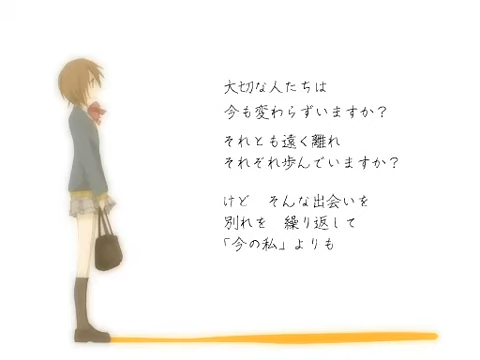 大切な人たちは
今も変わらずいますか？
それとも遠く離れ
それぞれ歩んでいますか？
けど　そんな出会いを
別れを　繰り返して
「今の私」よりも